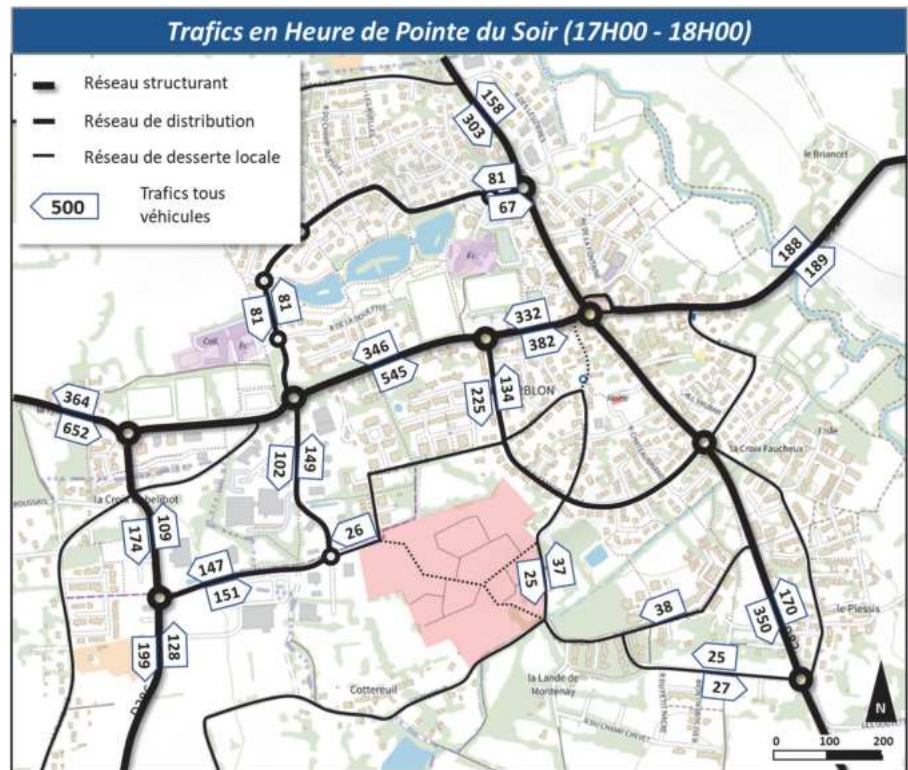 Trafics en Heure de Pointe du Soir (17H00 - 18H00)
Réseau structurant
Réseau de distribution
Réseau de desserte locale
500
Trafics tous
véhicules
158
303
le Briancel
81
67
188
189
81
81
332
382
346
545
134
225
364
652
BLON
la Croix Faucheux
149
102
109
174
26
147
151
37
25
38
170
350
le Plessis
128
199
25
27
Cottereuil
la Lande de
Montenay
N
0 100 200